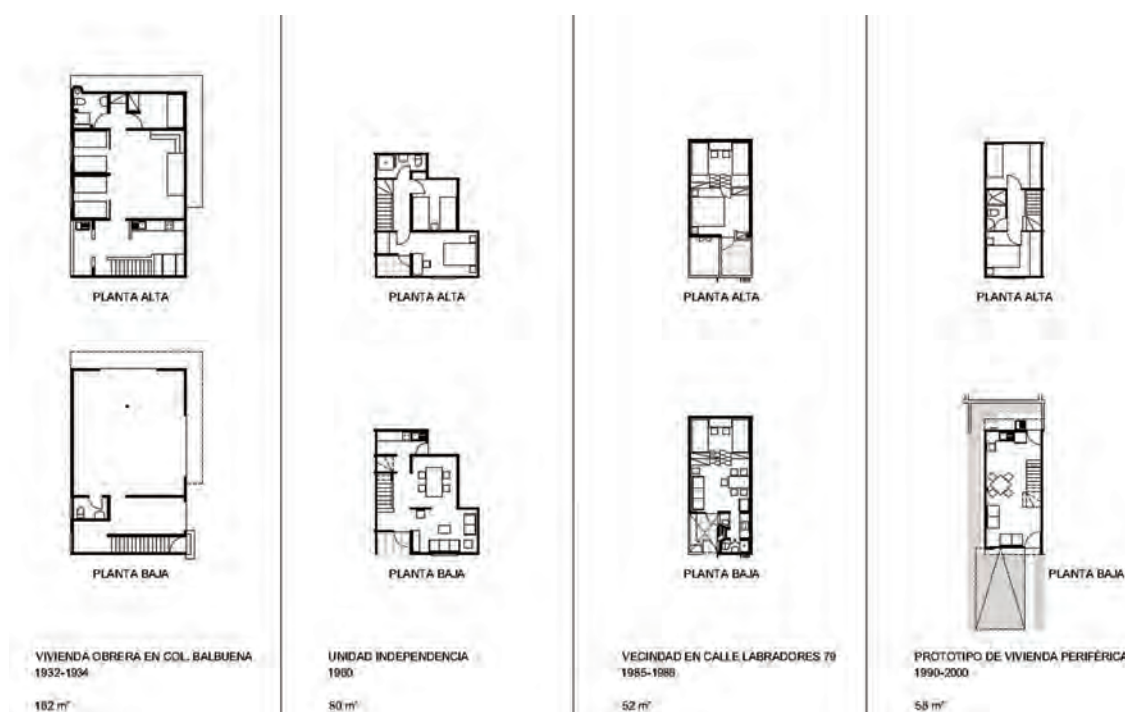 PLANTA ALTA
PLANTA BAJA
VIVIENDA OBRERA EN COL. BALBUENA
1932-1934
162 m²
PLANTA ALTA
PLANTA BAJA
UNIDAD INDEPENDENCIA
1960
80 m²
PLANTA ALTA
PLANTA BAJA
VECINDAD EN CALLE LABRADORES 79
1985-1986
52 m²
PLANTA ALTA
PLANTA BAJA
PROTOTIPO DE VIVIENDA PERIFÉRICA
1990-2000
58 m²